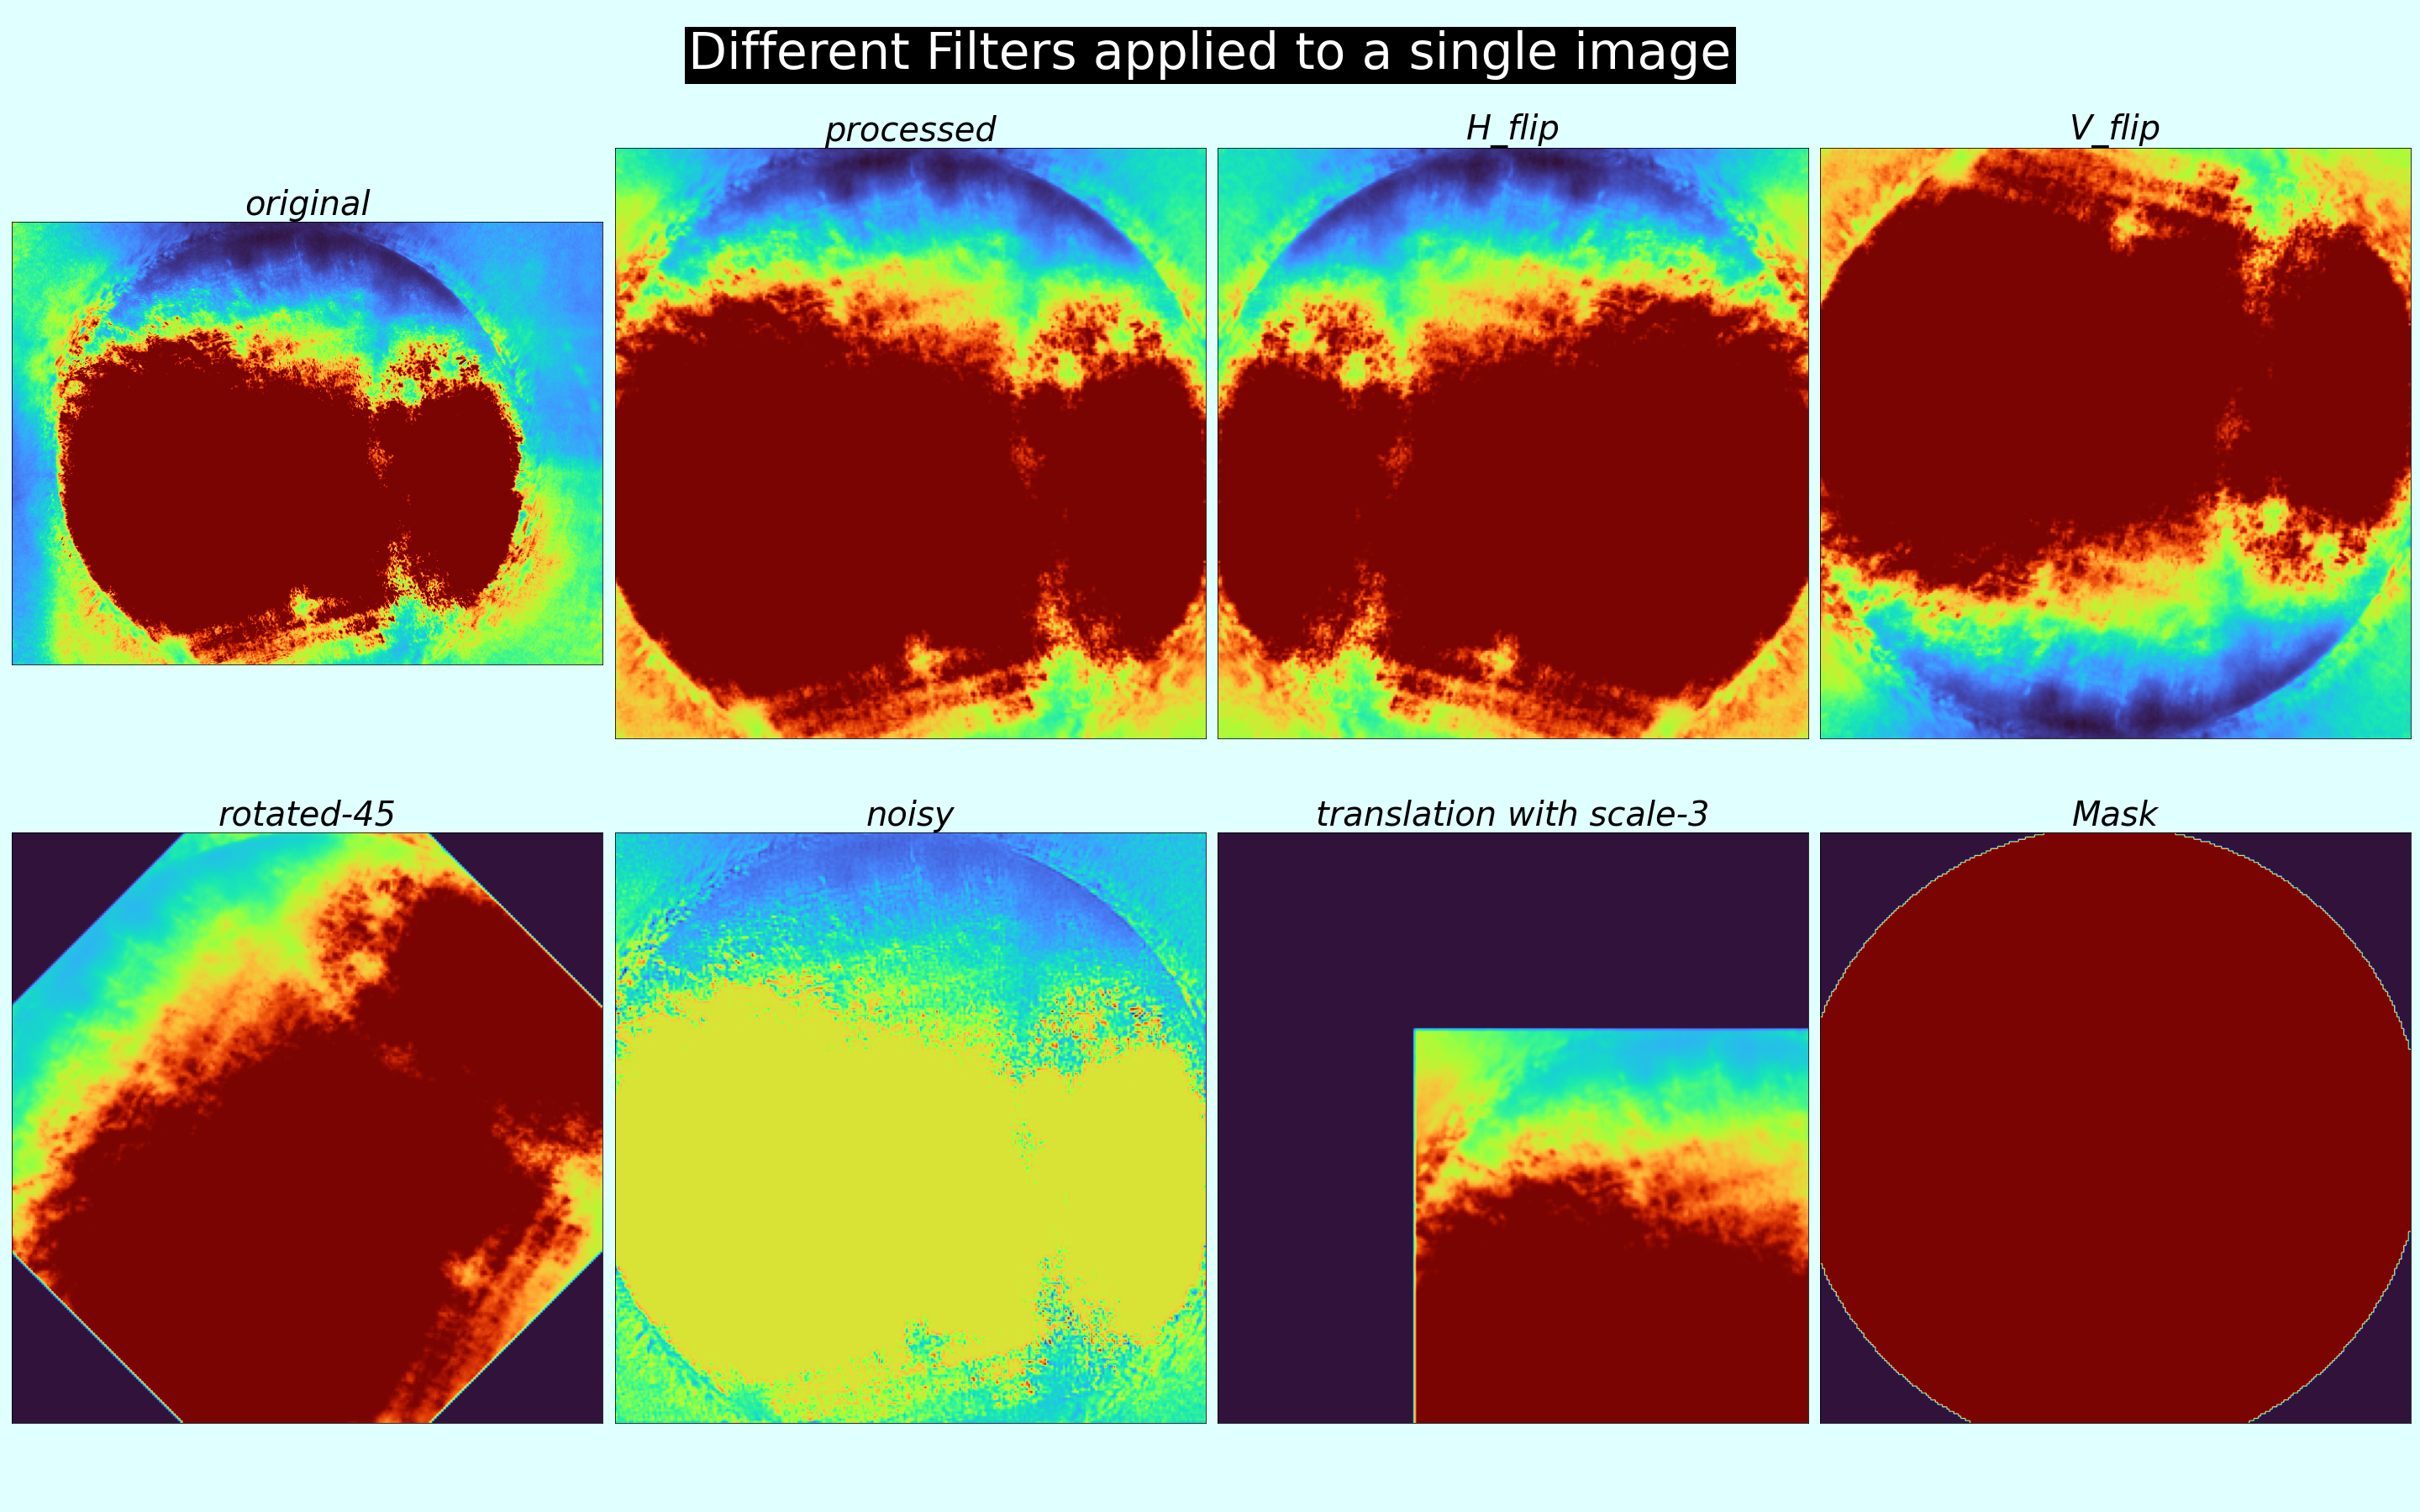 Different Filters applied to a single image
original
processed
H_flip
V_flip
rotated-45
noisy
translation with scale-3
Mask